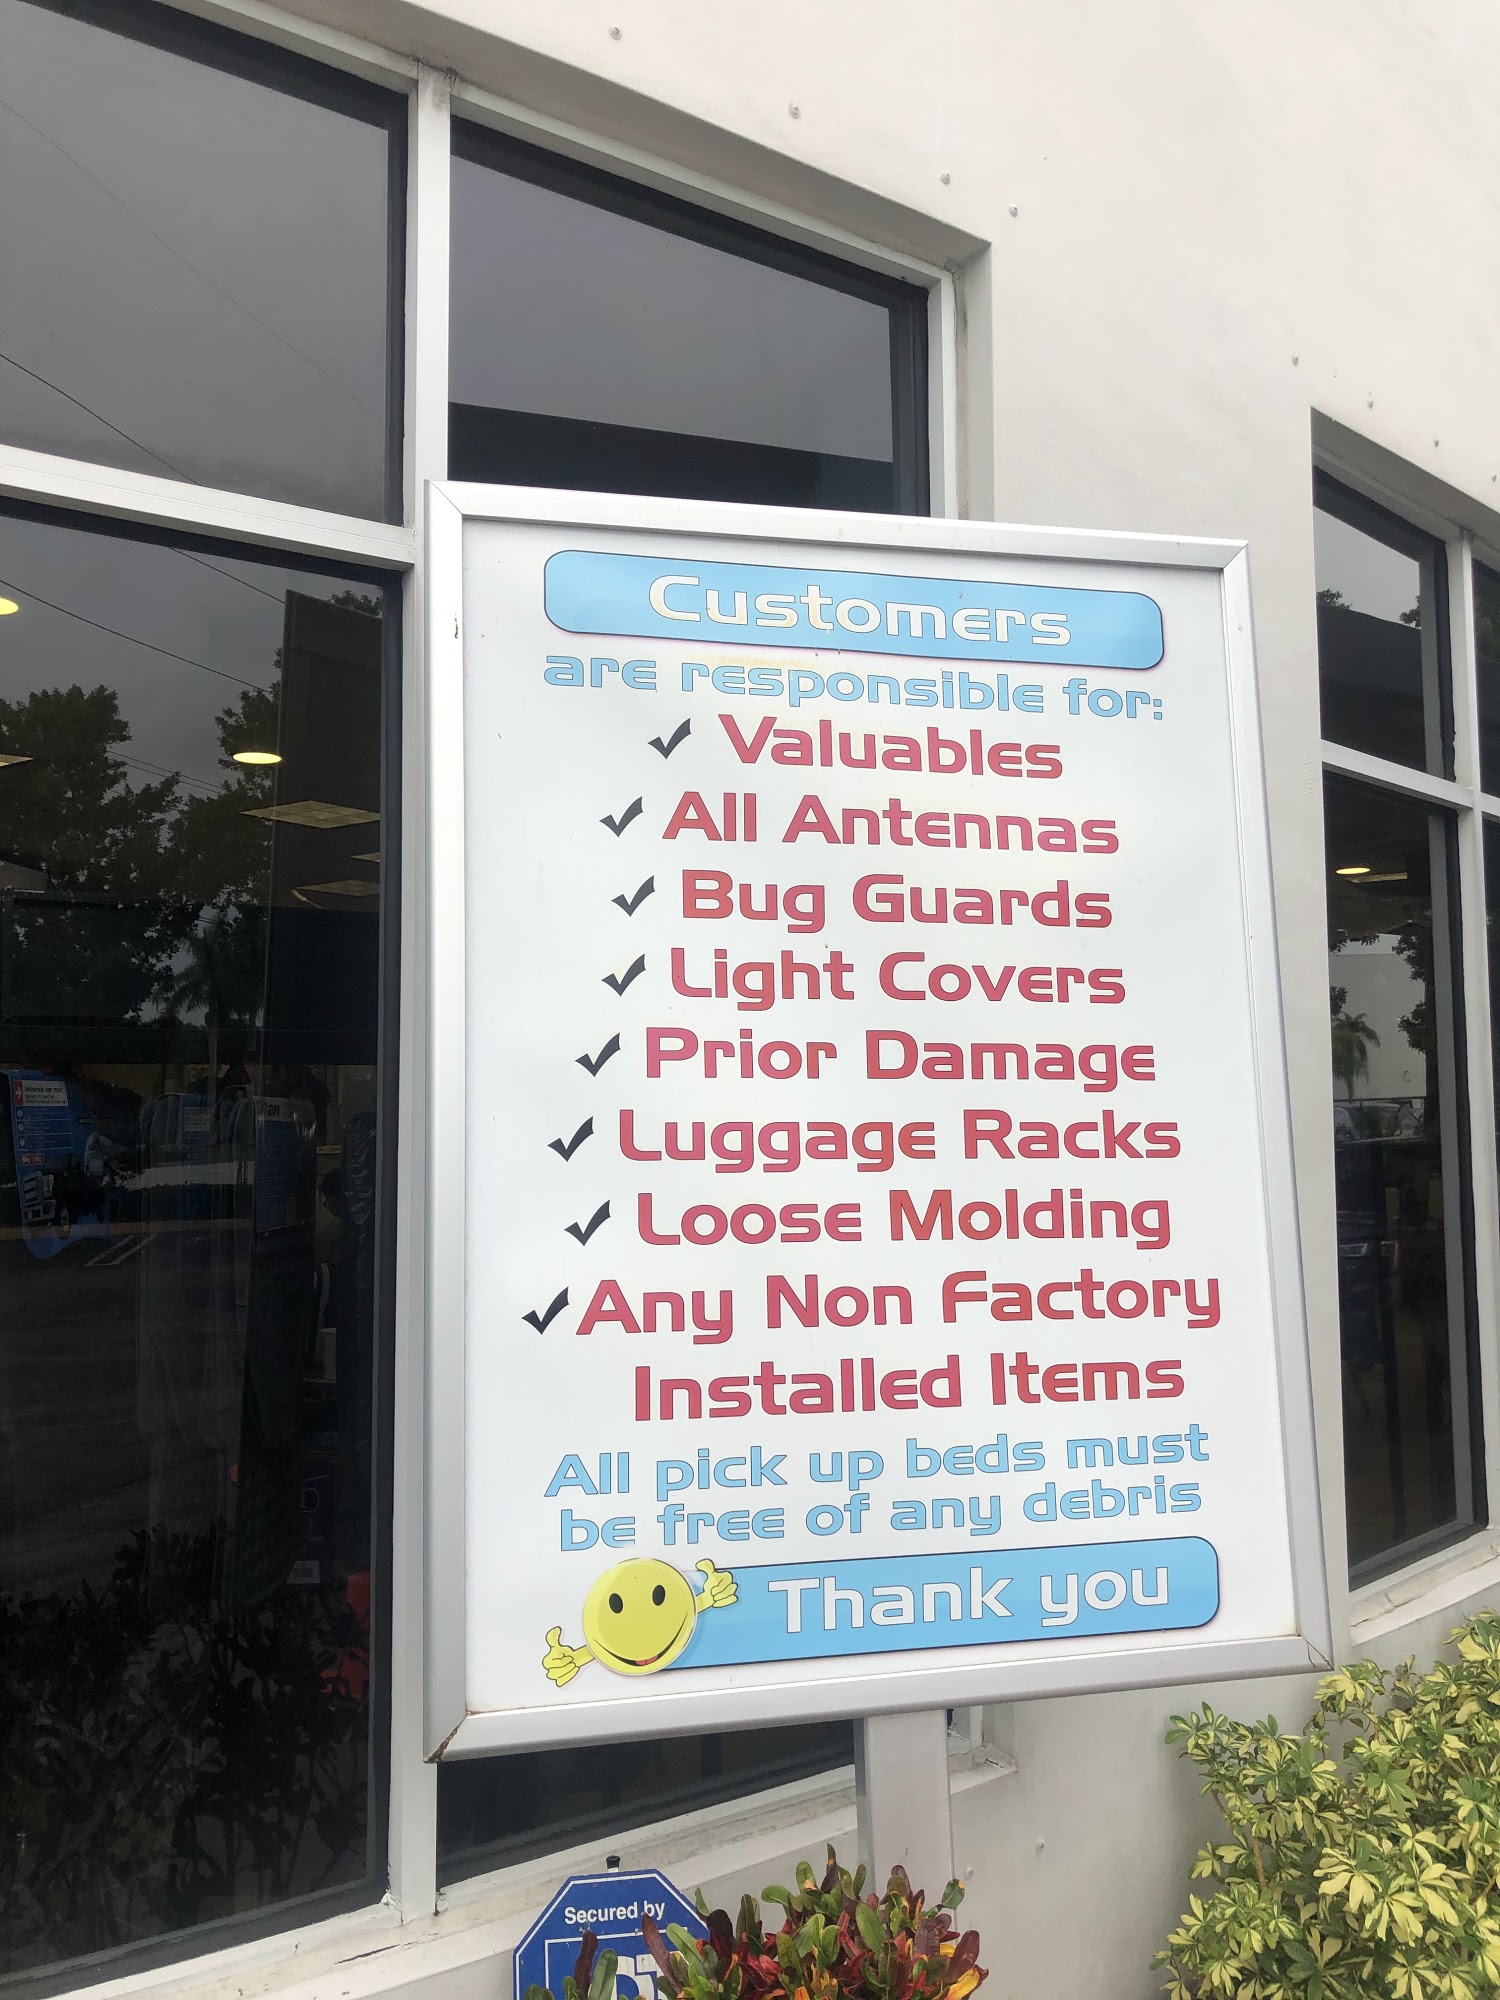 Customers
are responsible for:
✓ Valuables
✓ All Antennas
✓ Bug Guards
✓ Light Covers
✓ Prior Damage
✓ Luggage Racks
✓ Loose Molding
✓ Any Non Factory
Installed Items
All pick up beds must
be free of any debris
Thank you
Secured by